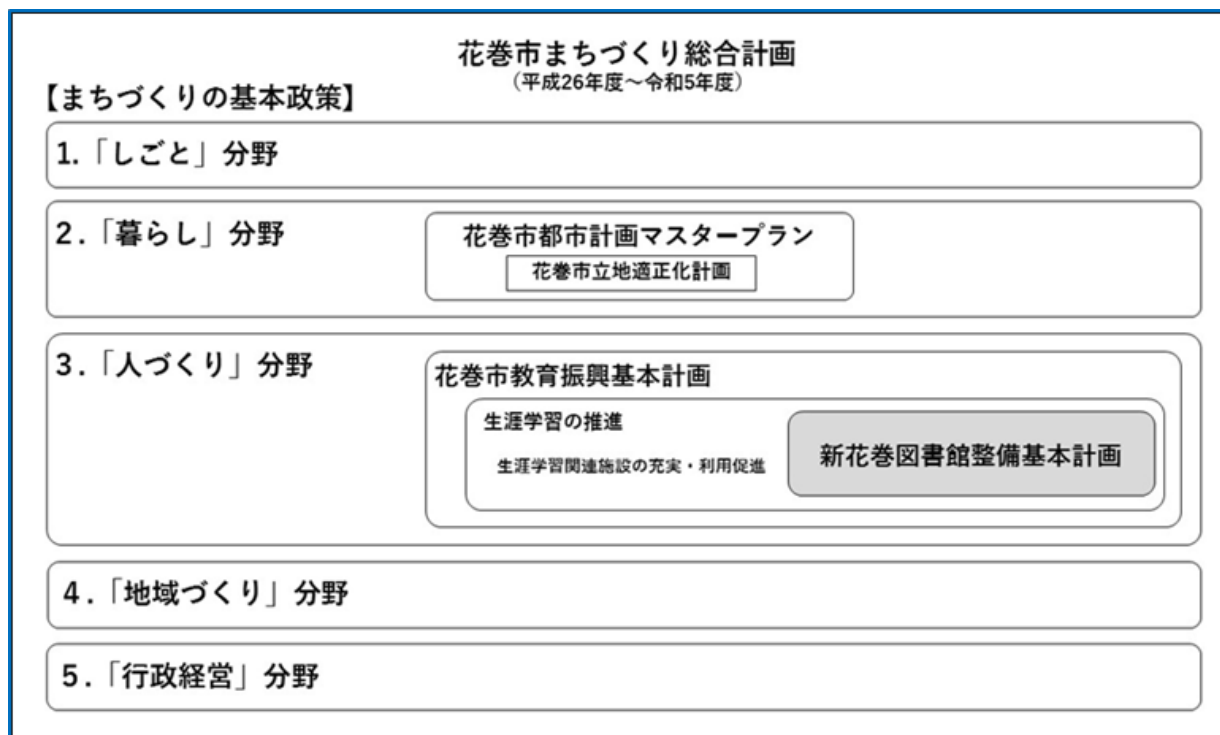 花巻市まちづくり総合計画
（平成26年度～令和5年度）
【まちづくりの基本政策】
1.「しごと」分野
2.「暮らし」分野
花巻市都市計画マスタープラン
花巻市立地適正化計画
3.「人づくり」分野
花巻市教育振興基本計画
生涯学習の推進
生涯学習関連施設の充実・利用促進
新花巻図書館整備基本計画
4.「地域づくり」分野
5.「行政経営」分野